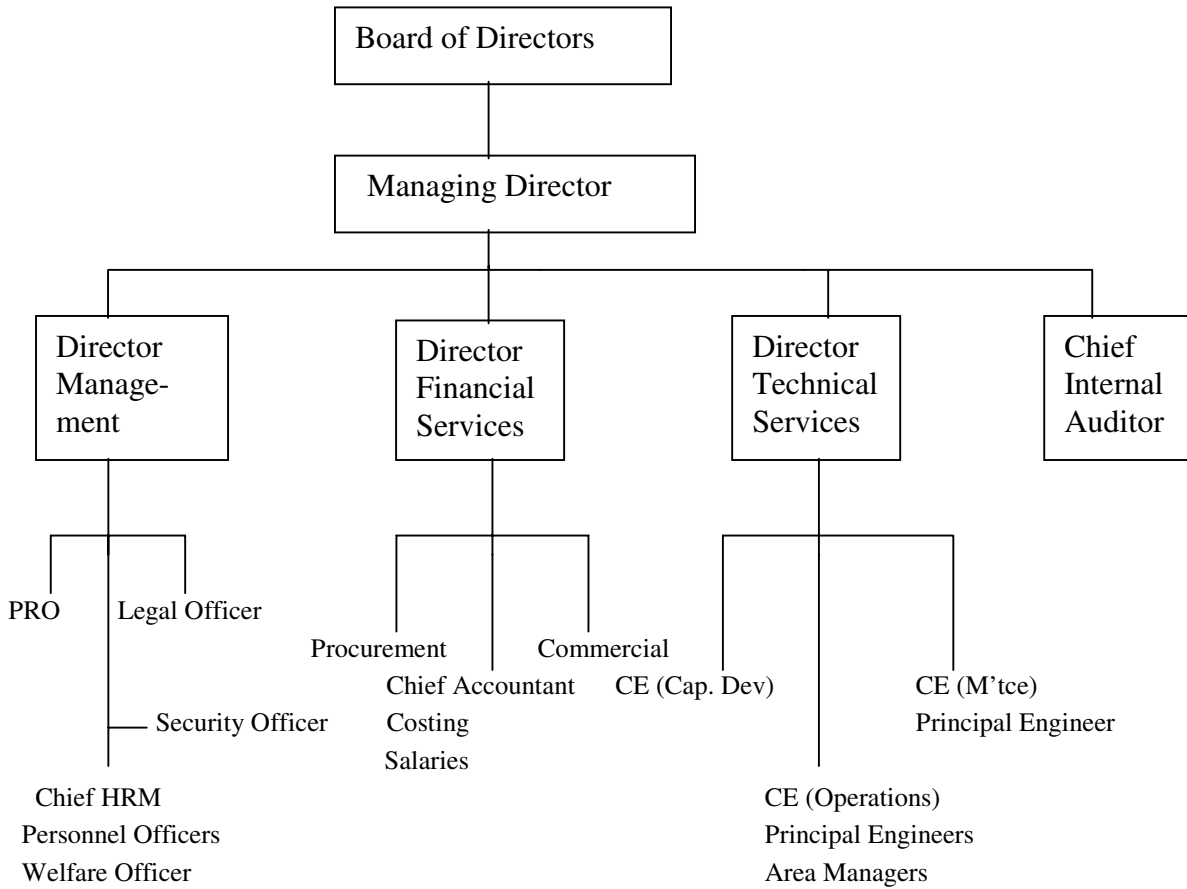 Board of Directors
Managing Director
Director
Manage-
ment
Director
Financial
Services
Director
Technical
Services
Chief
Internal
Auditor
PRO
Legal Officer
Security Officer
Chief HRM
Personnel Officers
Welfare Officer
Procurement
Commercial
Chief Accountant
Costing
Salaries
CE (Cap. Dev)
CE (M’tce)
Principal Engineer
CE (Operations)
Principal Engineers
Area Managers